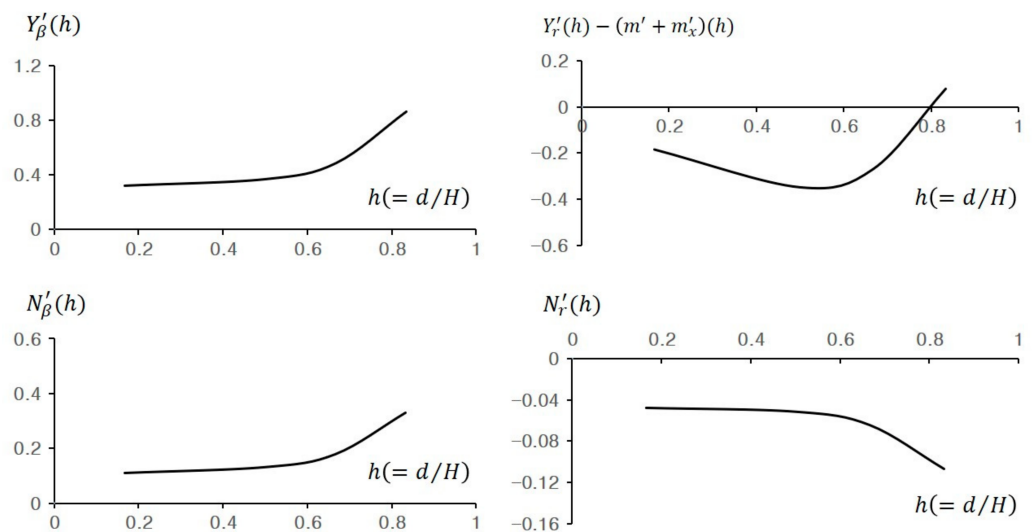 Y′β(h)
1.2
0.8
0.4
0
0 0.2 0.4 0.6 0.8 1
h(= d/H)
Y′r(h) − (m′ + m′x)(h)
0.2
0
−0.2
−0.4
−0.6
0 0.2 0.4 0.6 0.8 1
h(= d/H)
N′β(h)
0.6
0.4
0.2
0
0 0.2 0.4 0.6 0.8 1
h(= d/H)
N′r(h)
0 0.2 0.4 0.6 0.8 1
0
−0.04
−0.08
−0.12
−0.16
h(= d/H)